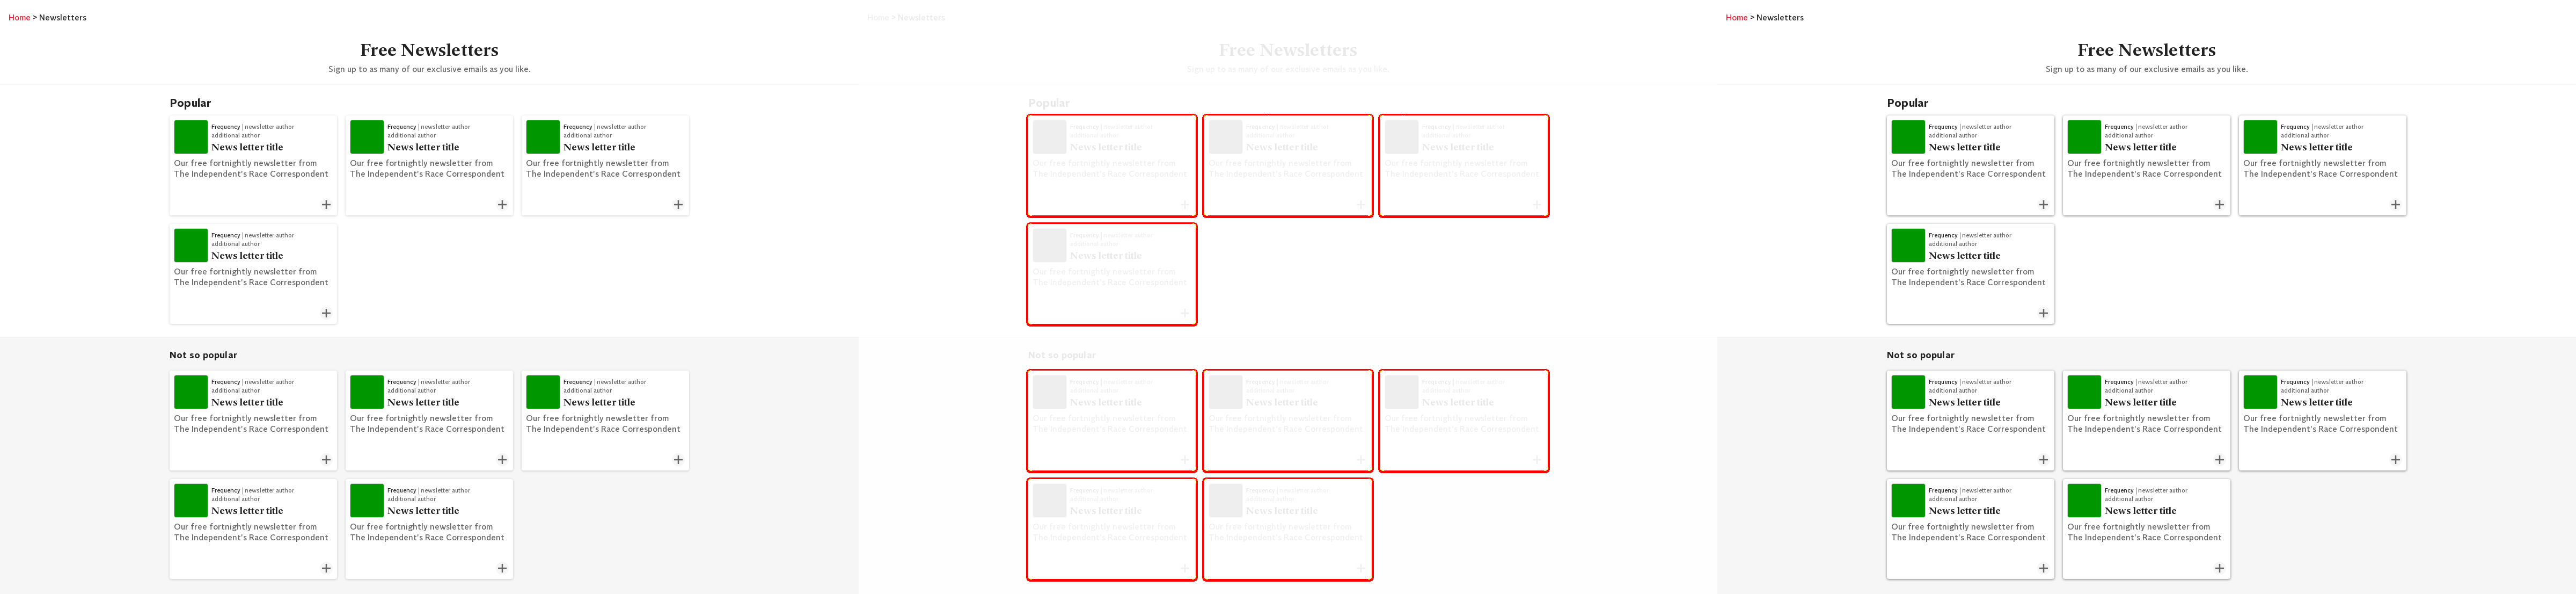 Home > Newsletters
Free Newsletters
Sign up to as many of our exclusive emails as you like.
Popular
Frequency | newsletter author
additional author
News letter title
Our free fortnightly newsletter from
The Independent's Race Correspondent
Frequency | newsletter author
additional author
News letter title
Our free fortnightly newsletter from
The Independent's Race Correspondent
Frequency | newsletter author
additional author
News letter title
Our free fortnightly newsletter from
The Independent's Race Correspondent
Frequency | newsletter author
additional author
News letter title
Our free fortnightly newsletter from
The Independent's Race Correspondent
Not so popular
Frequency | newsletter author
additional author
News letter title
Our free fortnightly newsletter from
The Independent's Race Correspondent
Frequency | newsletter author
additional author
News letter title
Our free fortnightly newsletter from
The Independent's Race Correspondent
Frequency | newsletter author
additional author
News letter title
Our free fortnightly newsletter from
The Independent's Race Correspondent
Frequency | newsletter author
additional author
News letter title
Our free fortnightly newsletter from
The Independent's Race Correspondent
Frequency | newsletter author
additional author
News letter title
Our free fortnightly newsletter from
The Independent's Race Correspondent
Home > Newsletters
Free Newsletters
Sign up to as many of our exclusive emails as you like.
Popular
Frequency | newsletter author
additional author
News letter title
Our free fortnightly newsletter from
The Independent's Race Correspondent
Frequency | newsletter author
additional author
News letter title
Our free fortnightly newsletter from
The Independent's Race Correspondent
Frequency | newsletter author
additional author
News letter title
Our free fortnightly newsletter from
The Independent's Race Correspondent
Frequency | newsletter author
additional author
News letter title
Our free fortnightly newsletter from
The Independent's Race Correspondent
Not so popular
Frequency | newsletter author
additional author
News letter title
Our free fortnightly newsletter from
The Independent's Race Correspondent
Frequency | newsletter author
additional author
News letter title
Our free fortnightly newsletter from
The Independent's Race Correspondent
Frequency | newsletter author
additional author
News letter title
Our free fortnightly newsletter from
The Independent's Race Correspondent
Frequency | newsletter author
additional author
News letter title
Our free fortnightly newsletter from
The Independent's Race Correspondent
Frequency | newsletter author
additional author
News letter title
Our free fortnightly newsletter from
The Independent's Race Correspondent
Home > Newsletters
Free Newsletters
Sign up to as many of our exclusive emails as you like.
Popular
Frequency | newsletter author
additional author
News letter title
Our free fortnightly newsletter from
The Independent's Race Correspondent
Frequency | newsletter author
additional author
News letter title
Our free fortnightly newsletter from
The Independent's Race Correspondent
Frequency | newsletter author
additional author
News letter title
Our free fortnightly newsletter from
The Independent's Race Correspondent
Frequency | newsletter author
additional author
News letter title
Our free fortnightly newsletter from
The Independent's Race Correspondent
Not so popular
Frequency | newsletter author
additional author
News letter title
Our free fortnightly newsletter from
The Independent's Race Correspondent
Frequency | newsletter author
additional author
News letter title
Our free fortnightly newsletter from
The Independent's Race Correspondent
Frequency | newsletter author
additional author
News letter title
Our free fortnightly newsletter from
The Independent's Race Correspondent
Frequency | newsletter author
additional author
News letter title
Our free fortnightly newsletter from
The Independent's Race Correspondent
Frequency | newsletter author
additional author
News letter title
Our free fortnightly newsletter from
The Independent's Race Correspondent